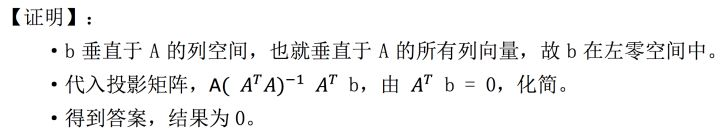 【证明】:
• b 垂直于 A 的列空间，也就垂直于 A 的所有列向量，故 b 在左零空间中。
• 代入投影矩阵，A( AᵀA)⁻¹ Aᵀ b，由 Aᵀ b = 0，化简。
• 得到答案，结果为 0。